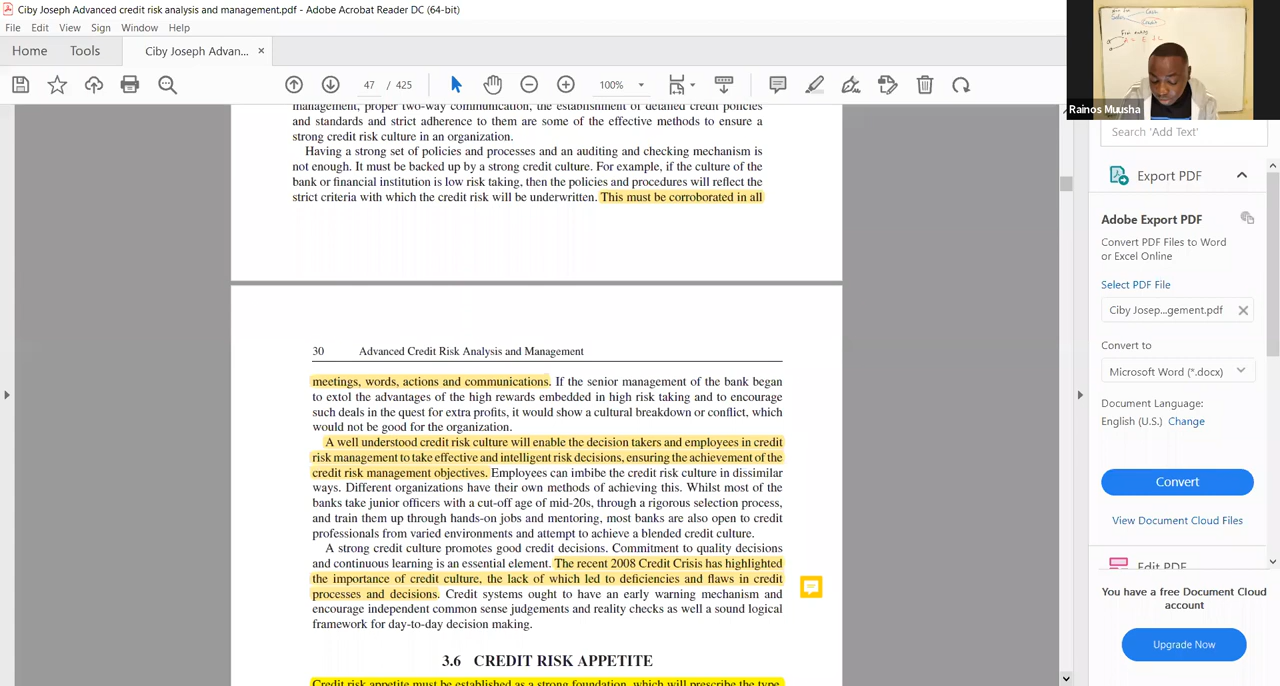 Ciby Joseph Advanced credit risk analysis and management.pdf - Adobe Acrobat Reader DC (64-bit)
File Edit View Sign Window Help
Home Tools Ciby Joseph Advan... ×
47 / 425 100%
Rainos Muusha
Search 'Add Text'
management, proper two-way communication, the establishment of detailed credit policies
and standards and strict adherence to them are some of the effective methods to ensure a
strong credit risk culture in an organization.
Having a strong set of policies and processes and an auditing and checking mechanism is
not enough. It must be backed up by a strong credit culture. For example, if the culture of the
bank or financial institution is low risk taking, then the policies and procedures will reflect the
strict criteria with which the credit risk will be underwritten. This must be corroborated in all
30 Advanced Credit Risk Analysis and Management
meetings, words, actions and communications. If the senior management of the bank began
to extol the advantages of the high rewards embedded in high risk taking and to encourage
such deals in the quest for extra profits, it would show a cultural breakdown or conflict, which
would not be good for the organization.
A well understood credit risk culture will enable the decision takers and employees in credit
risk management to take effective and intelligent risk decisions, ensuring the achievement of the
credit risk management objectives. Employees can imbibe the credit risk culture in dissimilar
ways. Different organizations have their own methods of achieving this. Whilst most of the
banks take junior officers with a cut-off age of mid-20s, through a rigorous selection process,
and train them up through hands-on jobs and mentoring, most banks are also open to credit
professionals from varied environments and attempt to achieve a blended credit culture.
A strong credit culture promotes good credit decisions. Commitment to quality decisions
and continuous learning is an essential element. The recent 2008 Credit Crisis has highlighted
the importance of credit culture, the lack of which led to deficiencies and flaws in credit
processes and decisions. Credit systems ought to have an early warning mechanism and
encourage independent common sense judgements and reality checks as well a sound logical
framework for day-to-day decision making.
3.6 CREDIT RISK APPETITE
Credit risk appetite must be established as a strong foundation, which will prescribe the type
Export PDF
Adobe Export PDF
Convert PDF Files to Word
or Excel Online
Select PDF File
Ciby Josep...gement.pdf
Convert to
Microsoft Word (*.docx)
Document Language:
English (U.S.) Change
Convert
View Document Cloud Files
Edit PDF
You have a free Document Cloud
account
Upgrade Now